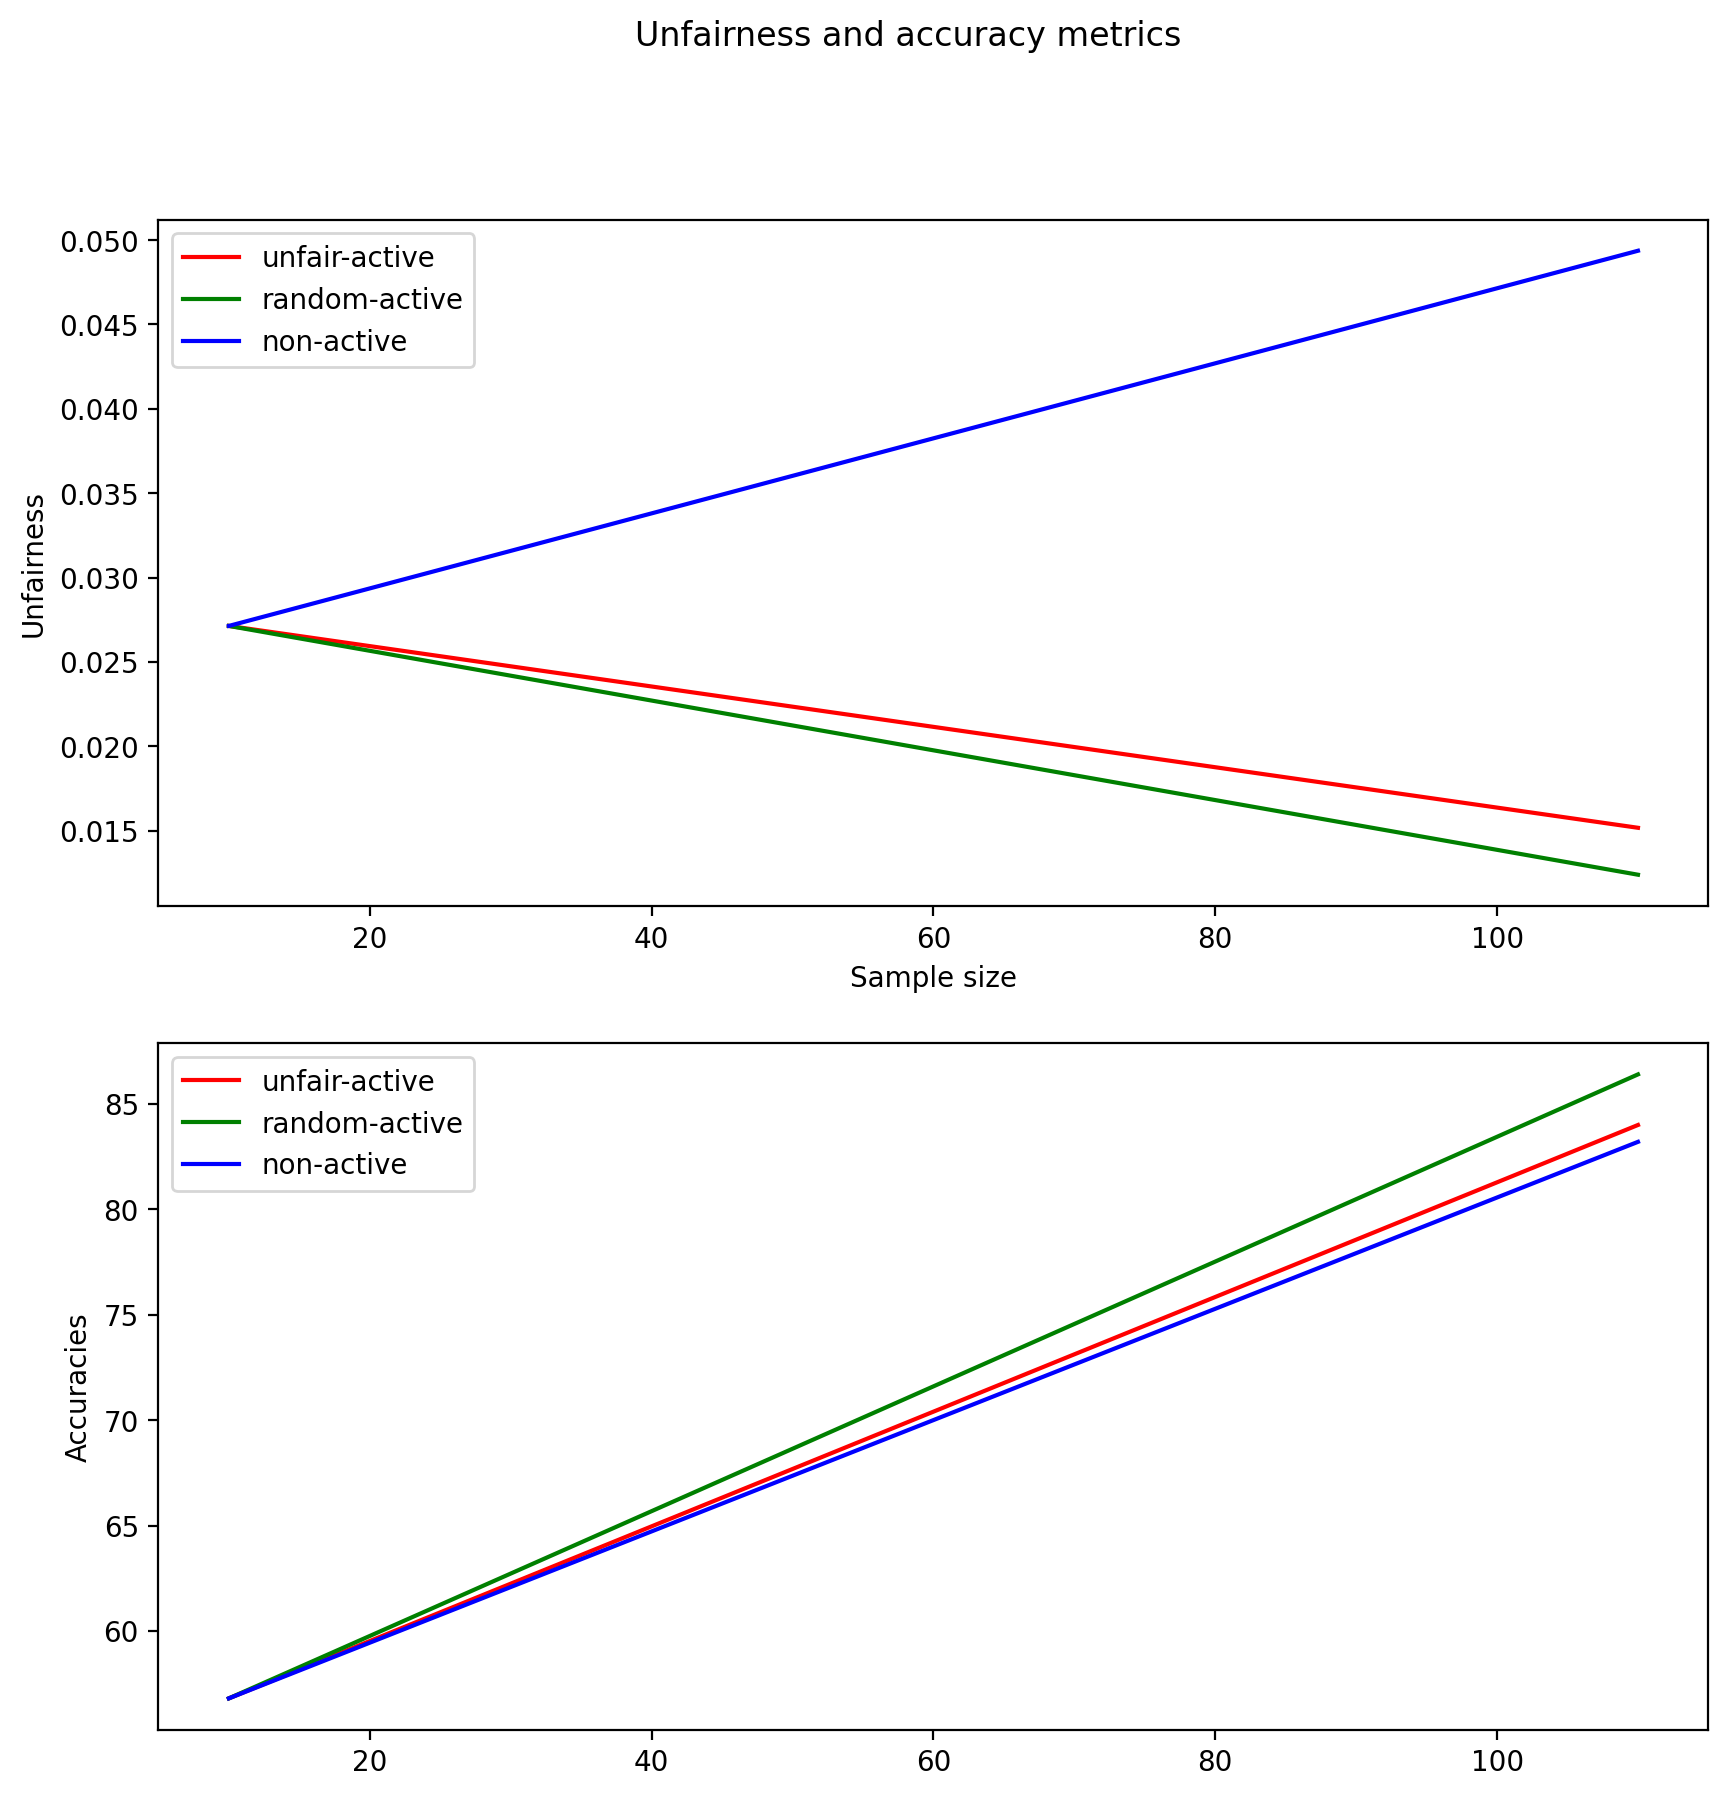 Unfairness and accuracy metrics
unfair-active
random-active
non-active
0.050
0.045
0.040
0.035
0.030
0.025
0.020
0.015
Unfairness
20 40 60 80 100
Sample size
unfair-active
random-active
non-active
85
80
75
70
65
60
Accuracies
20 40 60 80 100